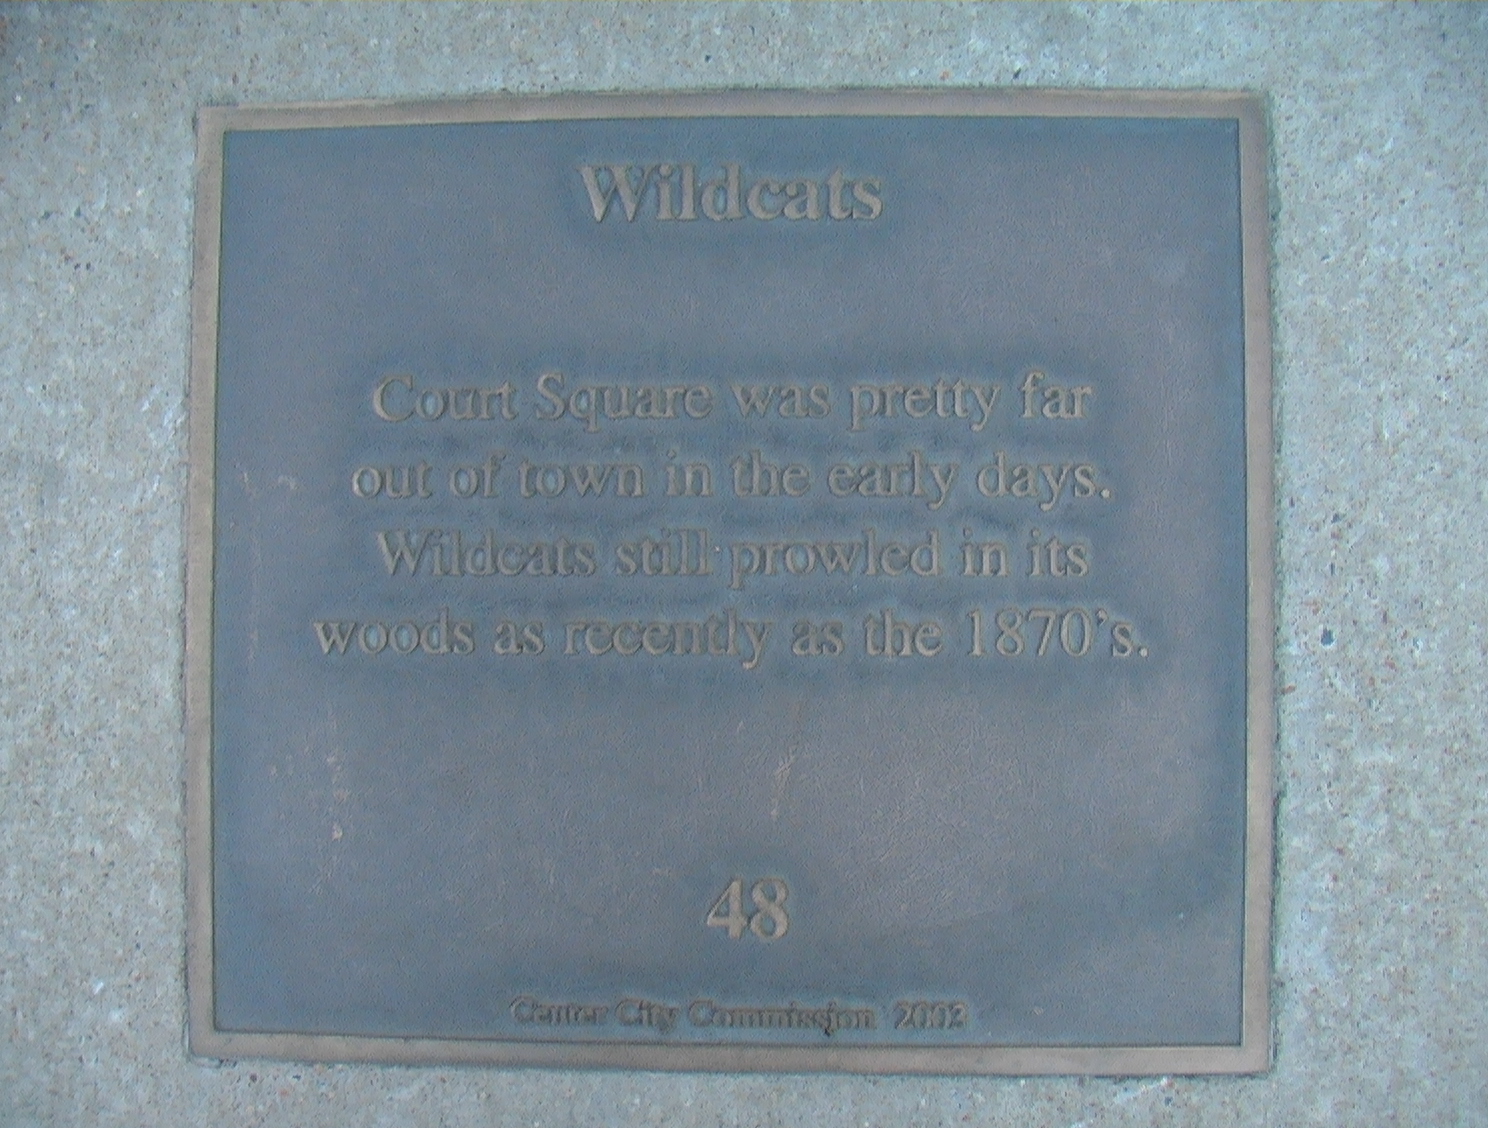 Wildcats
Court Square was pretty far
out of town in the early days.
Wildcats still prowled in its
woods as recently as the 1870's.
48
Center City Commission 2002